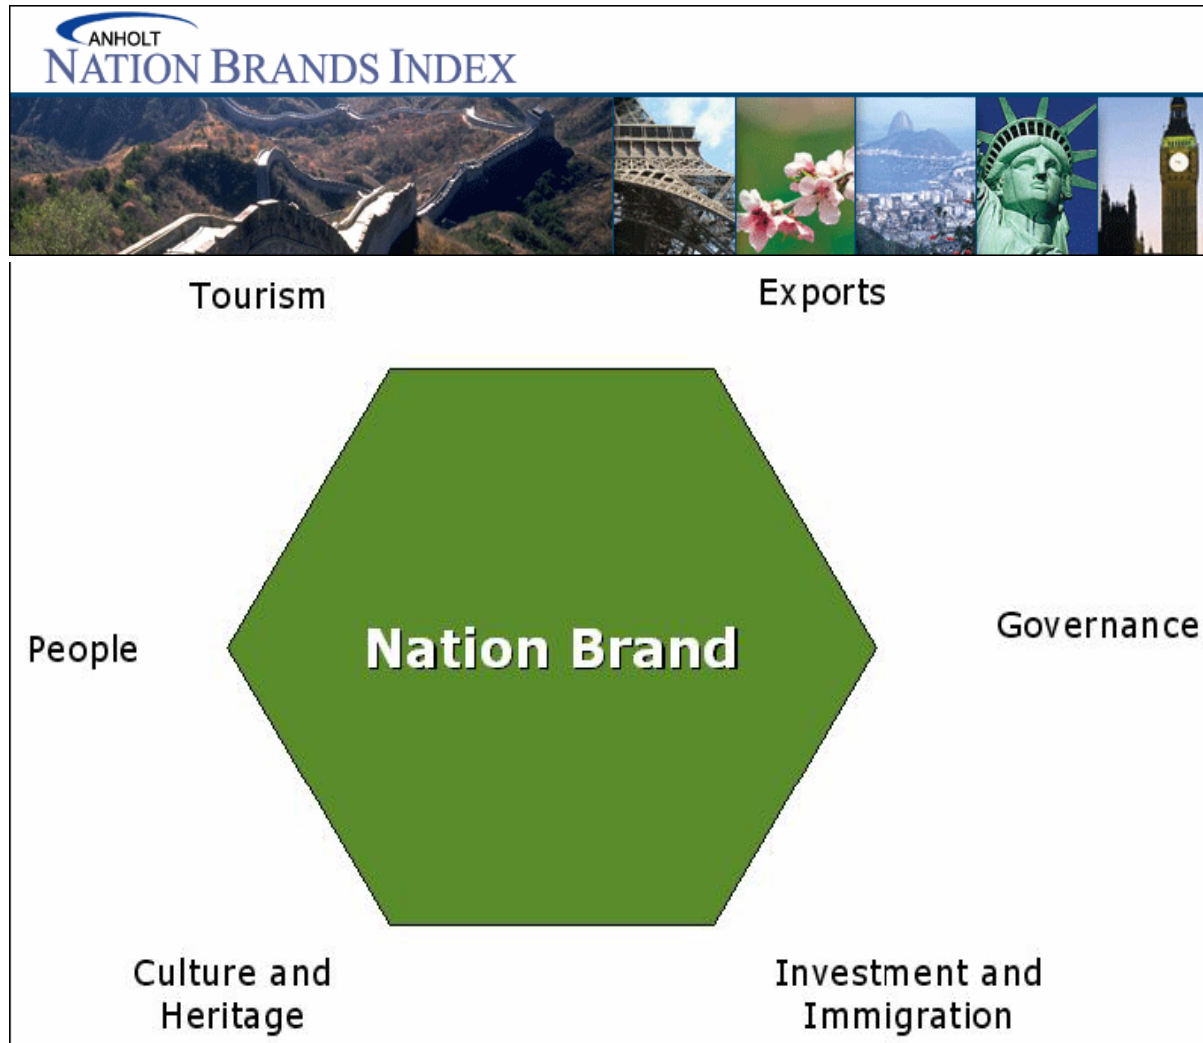 ANHOLT
NATION BRANDS INDEX
Tourism
Exports
People
Nation Brand
Governance
Culture and
Heritage
Investment and
Immigration